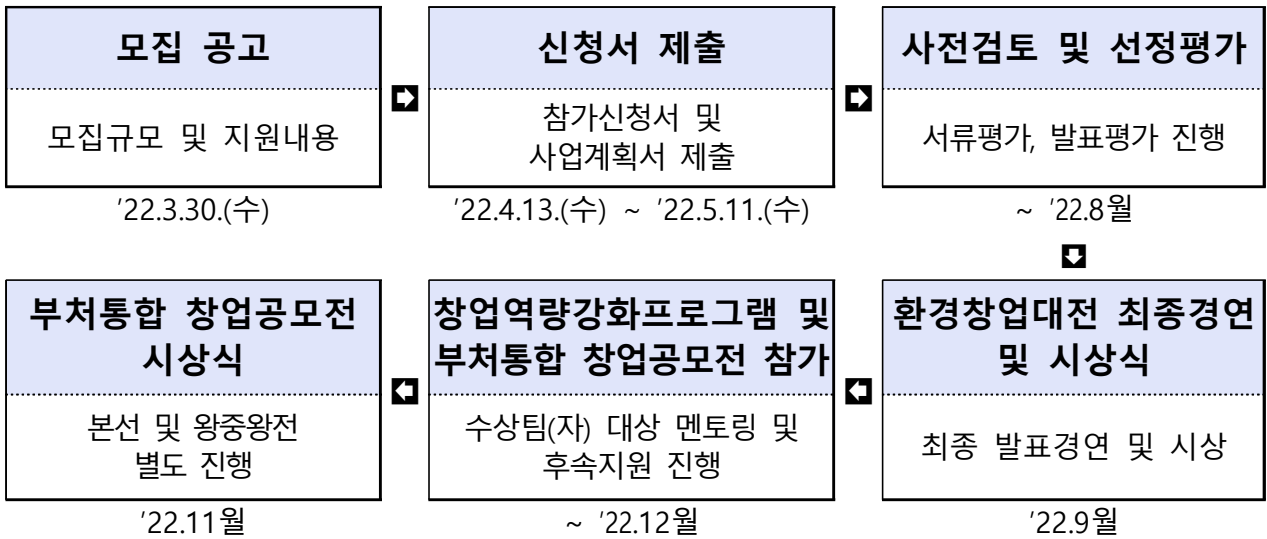 모집 공고
모집규모 및 지원내용
'22.3.30.(수)
신청서 제출
참가신청서 및
사업계획서 제출
'22.4.13.(수) ~ '22.5.11.(수)
사전검토 및 선정평가
서류평가, 발표평가 진행
~ '22.8월
환경창업대전 최종경연
및 시상식
최종 발표경연 및 시상
'22.9월
창업역량강화프로그램 및
부처통합 창업공모전 참가
수상팀(자) 대상 멘토링 및
후속지원 진행
~ '22.12월
부처통합 창업공모전
시상식
본선 및 왕중왕전
별도 진행
'22.11월